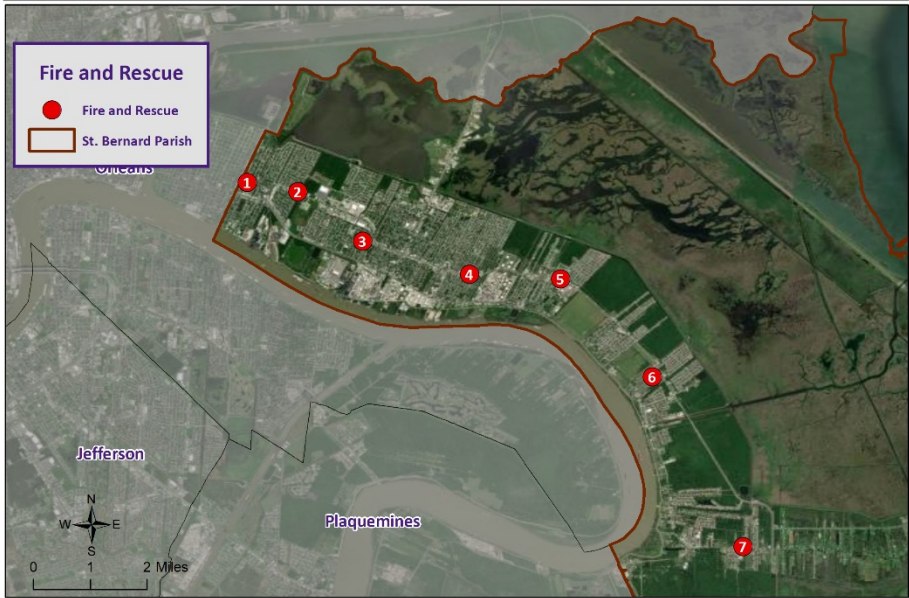 Fire and Rescue
Fire and Rescue
St. Bernard Parish
Orleans
1
2
3
4
5
6
7
Jefferson
Plaquemines
N
W E
S
0 1 2 Miles